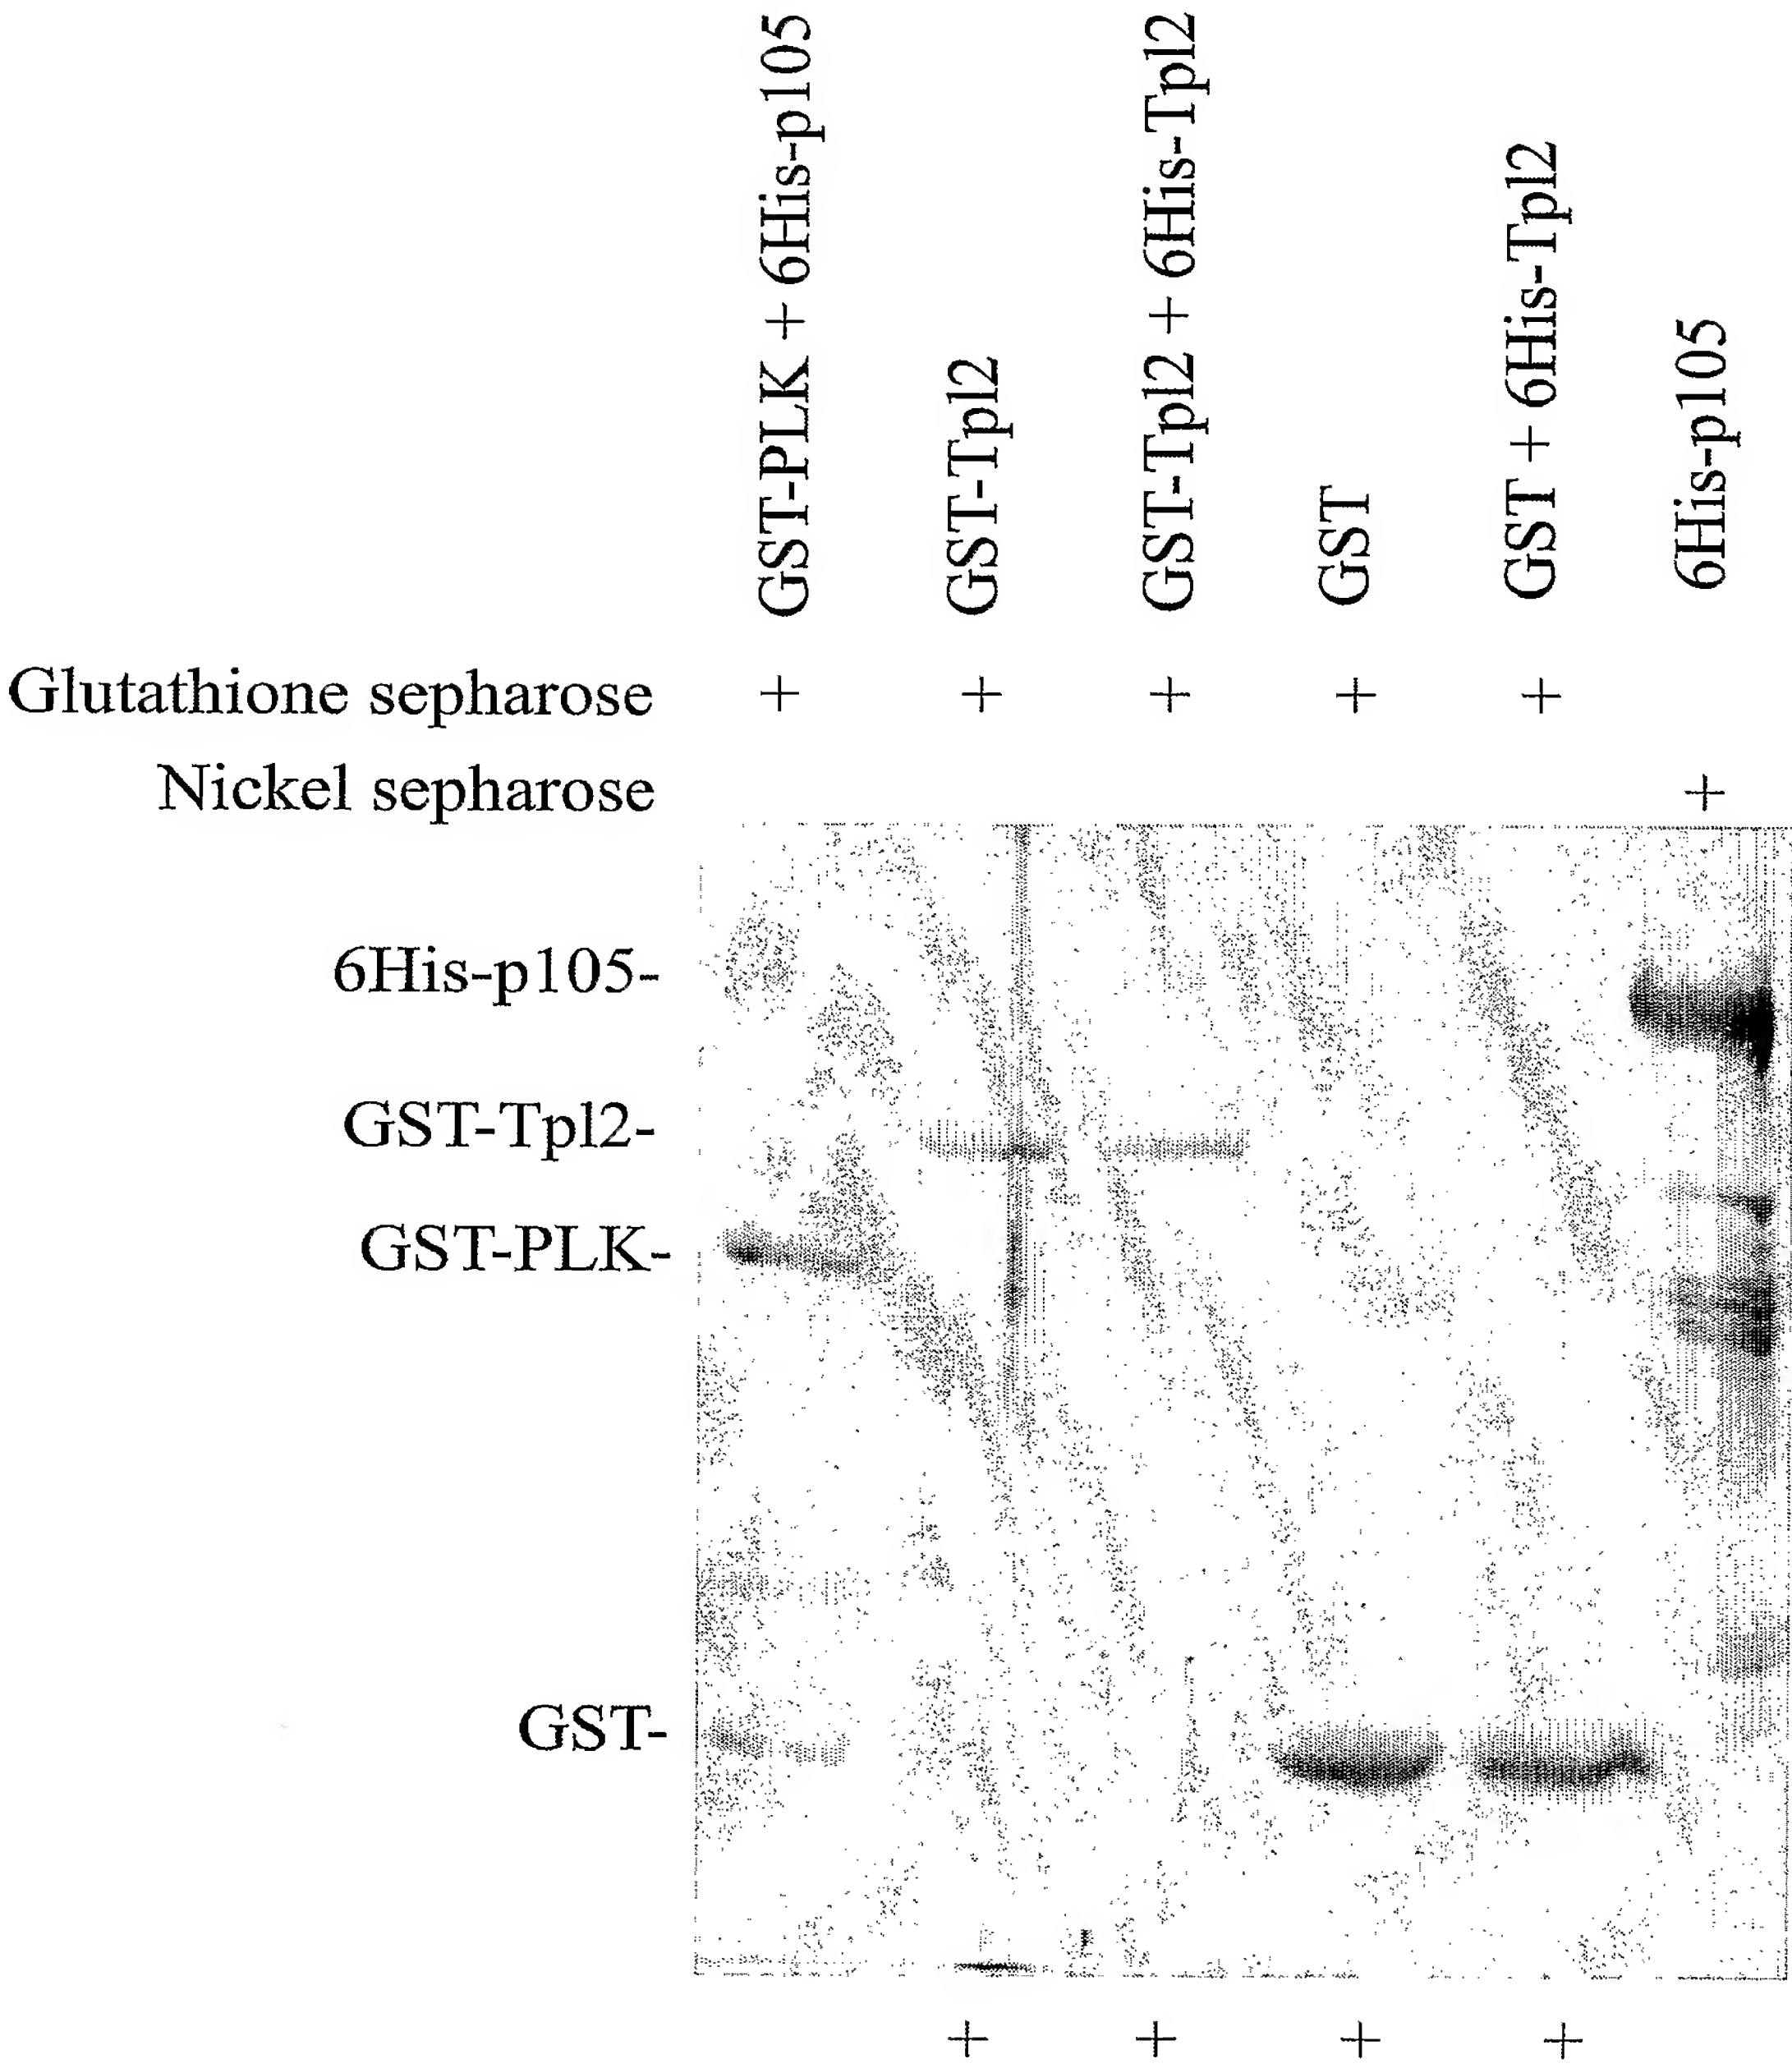 GST-PLK + 6His-p105
GST-Tpl2
GST-Tpl2 + 6His-Tpl2
GST
GST + 6His-Tpl2
6His-p105
Glutathione sepharose + + + + +
Nickel sepharose +
6His-p105-
GST-Tpl2-
GST-PLK-
GST-
+ + + +